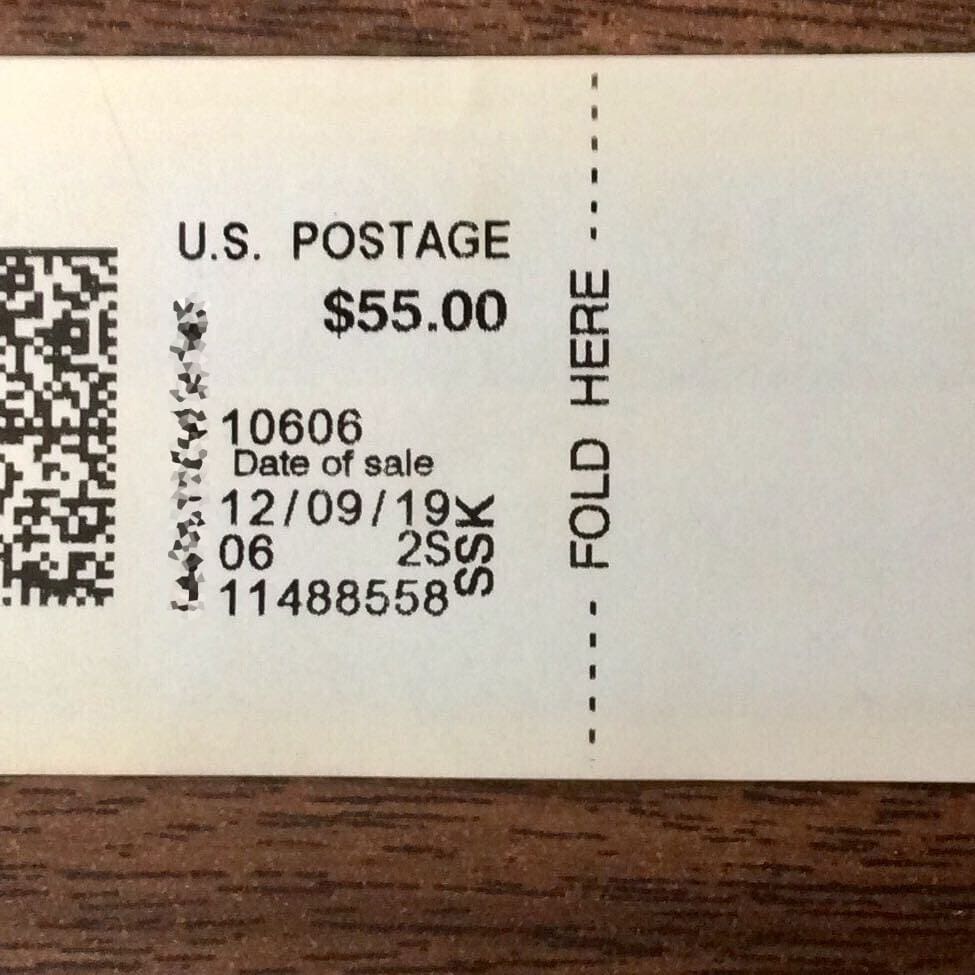 U.S. POSTAGE
$55.00
10606
Date of sale
12/09/19
06 2S
11488558
SSK
FOLD HERE